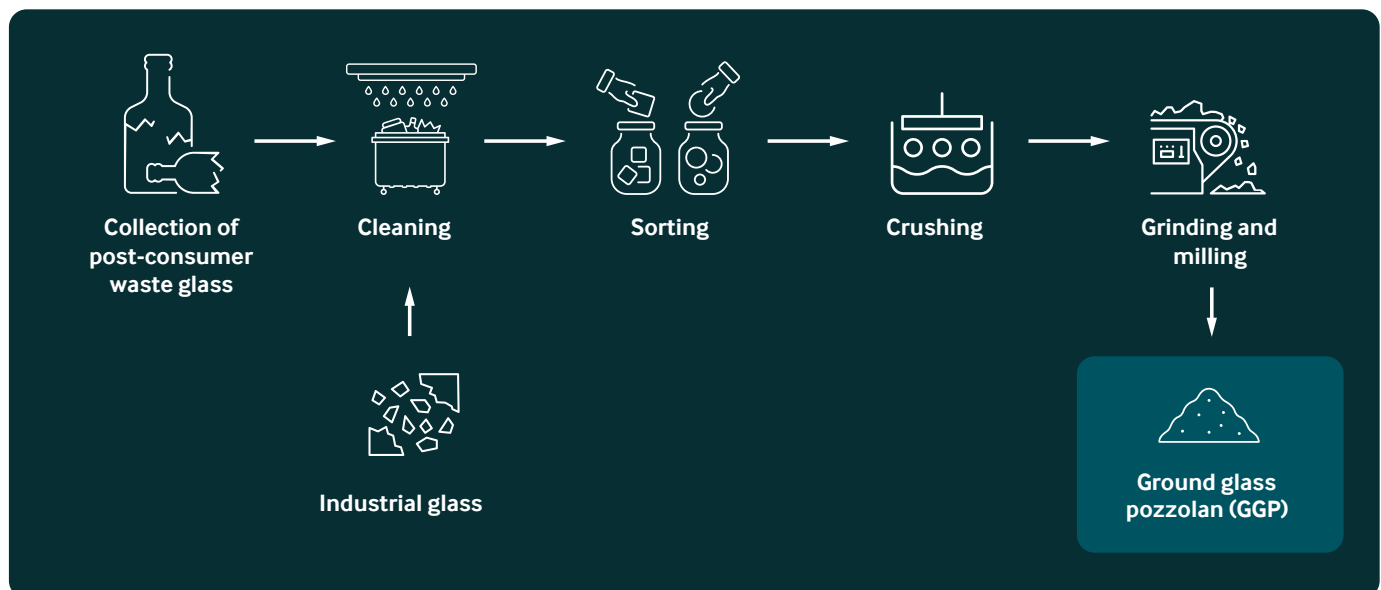 Collection of
post-consumer
waste glass
Cleaning
Sorting
Crushing
Grinding and
milling
Industrial glass
Ground glass
pozzolan (GGP)